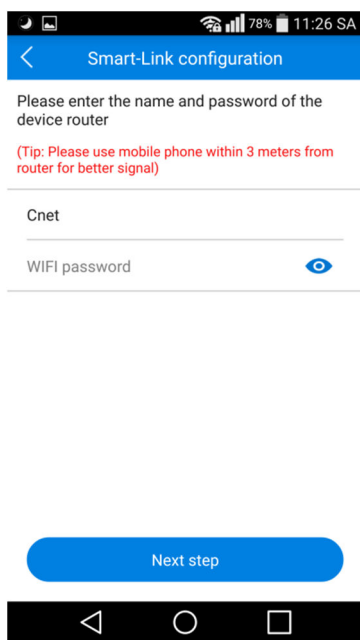 78% 11:26 SA
Smart-Link configuration
Please enter the name and password of the
device router
(Tip: Please use mobile phone within 3 meters from
router for better signal)
Cnet
WIFI password
Next step